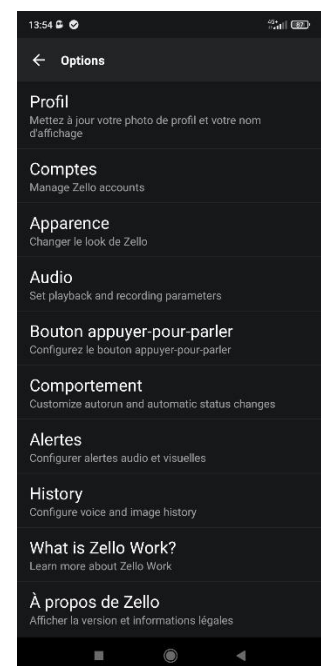 13:54
Options
Profil
Mettez à jour votre photo de profil et votre nom
d'affichage
Comptes
Manage Zello accounts
Apparence
Changer le look de Zello
Audio
Set playback and recording parameters
Bouton appuyer-pour-parler
Configurez le bouton appuyer-pour-parler
Comportement
Customize autorun and automatic status changes
Alertes
Configurer alertes audio et visuelles
History
Configure voice and image history
What is Zello Work?
Learn more about Zello Work
À propos de Zello
Afficher la version et informations légales